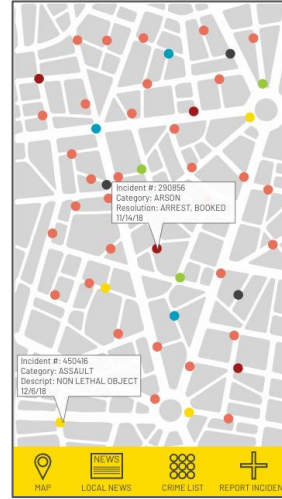 Incident #: 290856
Category: ARSON
Resolution: ARREST, BOOKED
11/14/18
Incident #: 450416
Category: ASSAULT
Descript: NON LETHAL OBJECT
12/6/18
NEWS
MAP
LOCAL NEWS
CRIME LIST
REPORT INCIDEN